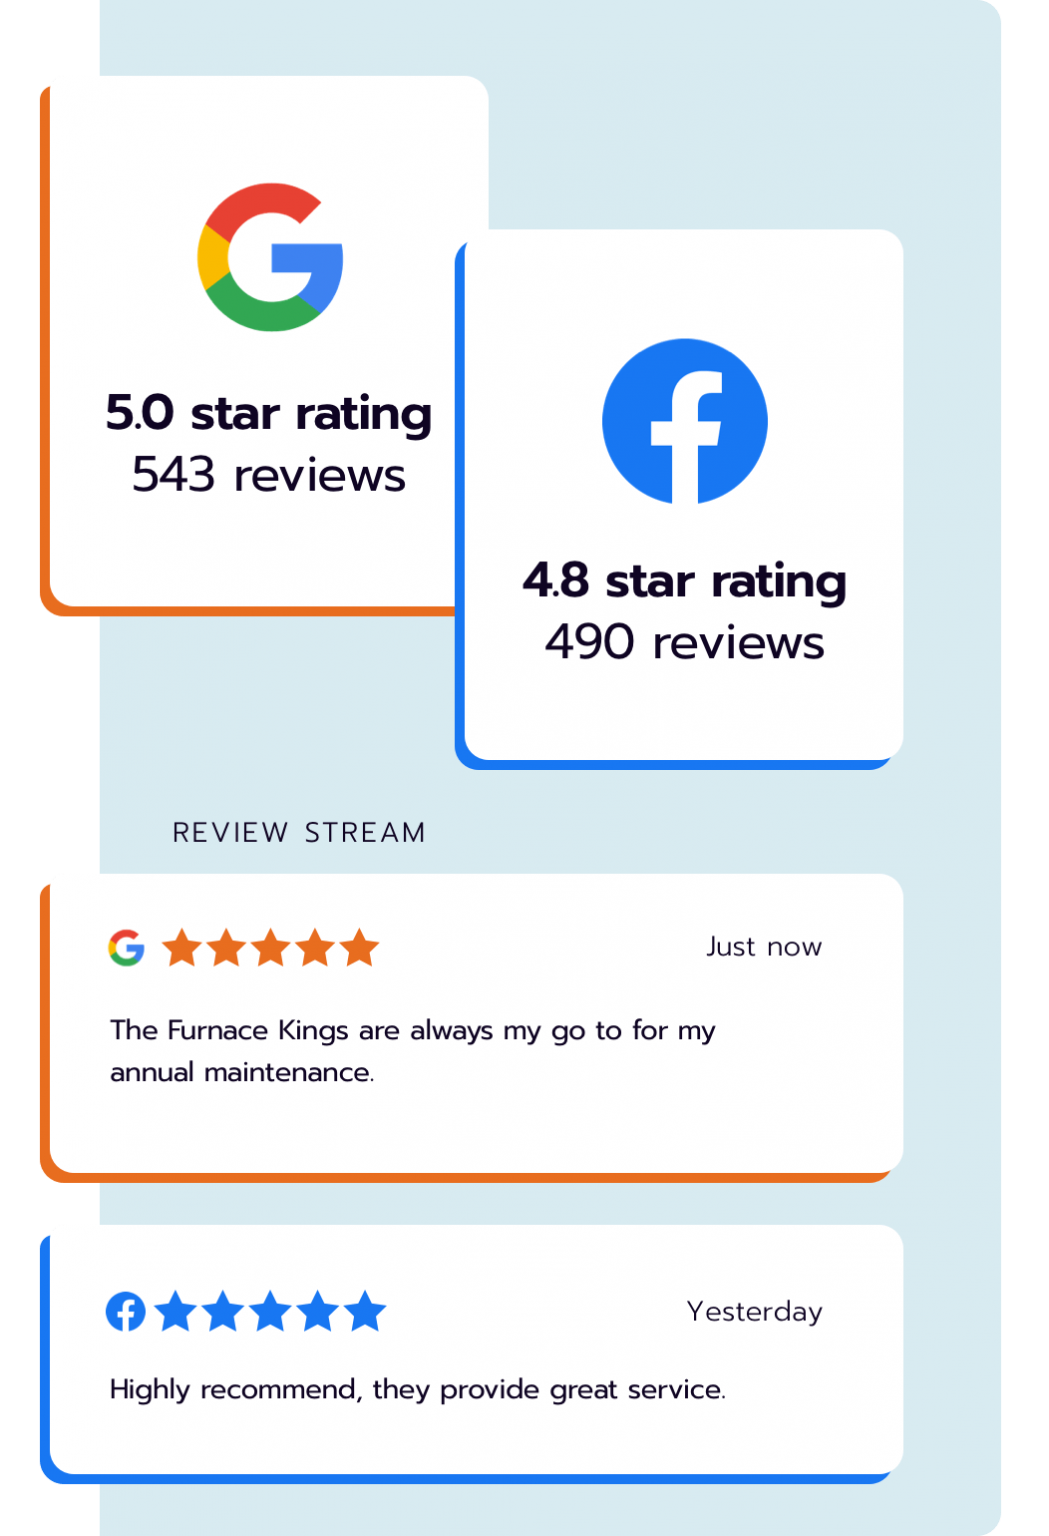 5.0 star rating
543 reviews
4.8 star rating
490 reviews
REVIEW STREAM
Just now
The Furnace Kings are always my go to for my
annual maintenance.
Yesterday
Highly recommend, they provide great service.